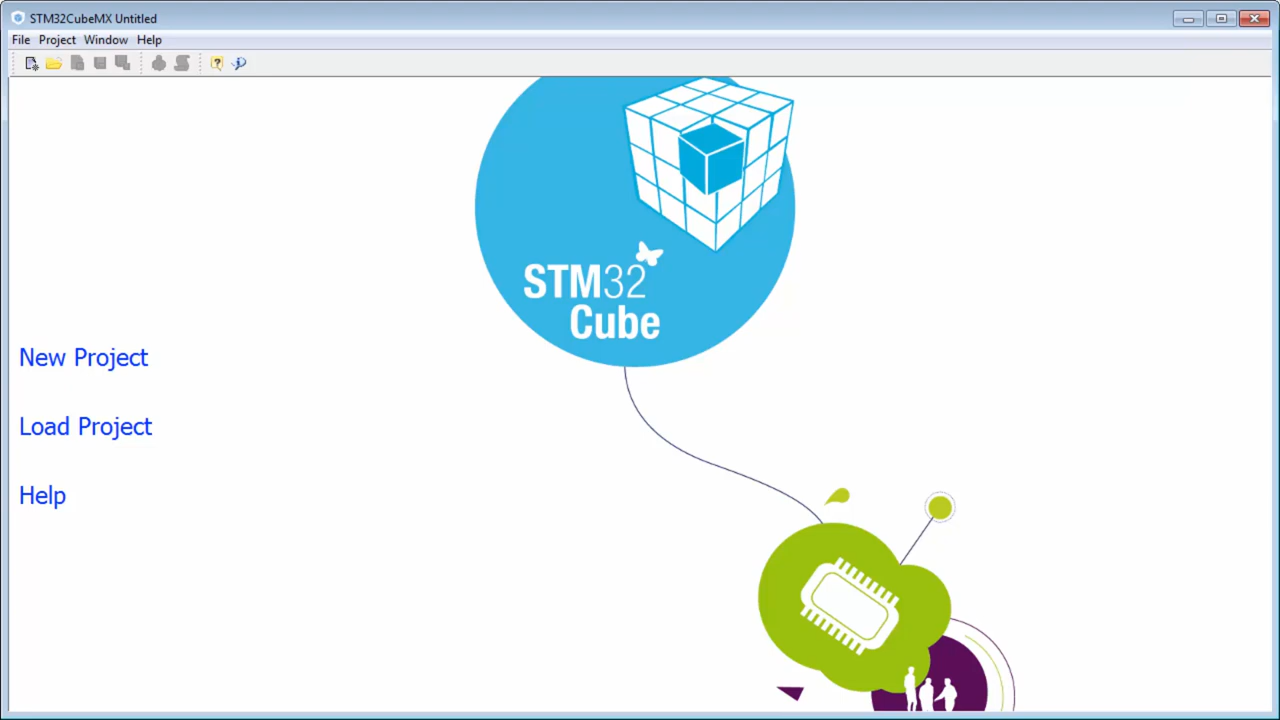 STM32CubeMX Untitled
File Project Window Help
STM32
Cube
New Project
Load Project
Help